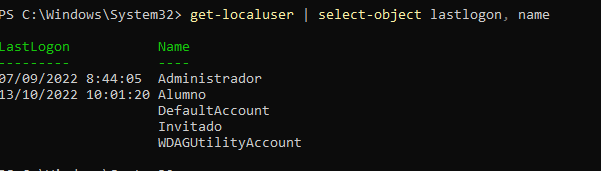 PS C:\Windows\System32> get-localuser | select-object lastlogon, name
LastLogon Name
--------- ----
07/09/2022 8:44:05 Administrador
13/10/2022 10:01:20 Alumno
DefaultAccount
Invitado
WDAGUtilityAccount